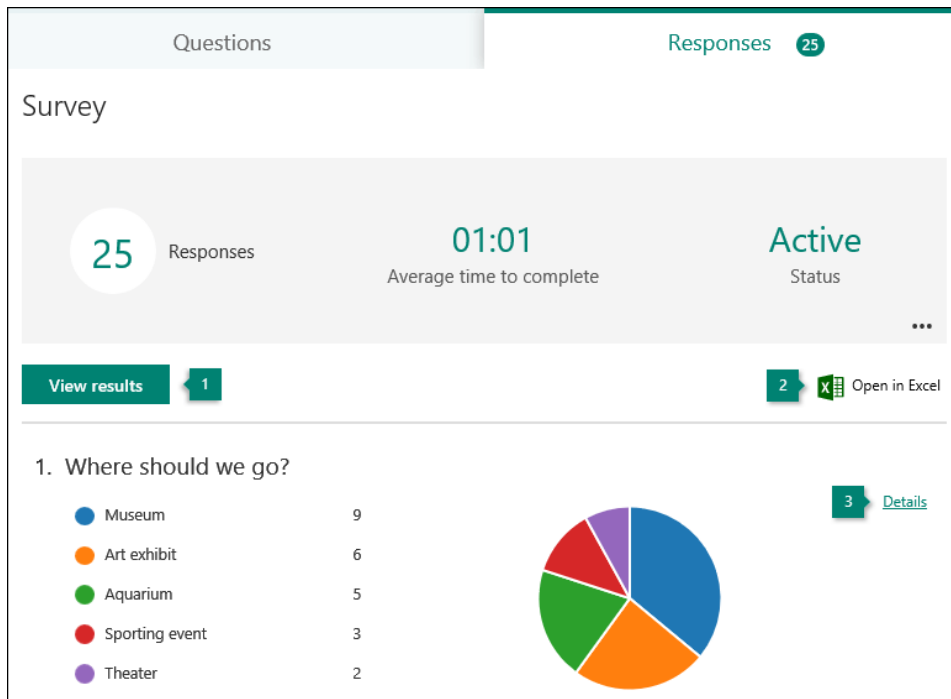 Questions
Responses 25
Survey
25 Responses
01:01
Average time to complete
Active
Status
•••
View results 1
2 Open in Excel
1. Where should we go?
3 Details
Museum 9
Art exhibit 6
Aquarium 5
Sporting event 3
Theater 2